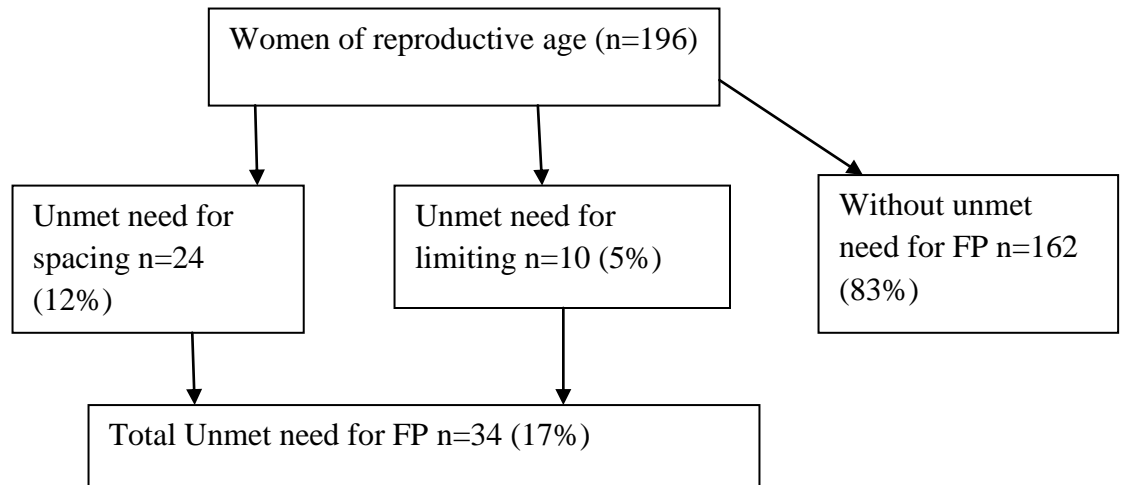 Women of reproductive age (n=196)
Unmet need for
spacing n=24
(12%)
Unmet need for
limiting n=10 (5%)
Without unmet
need for FP n=162
(83%)
Total Unmet need for FP n=34 (17%)